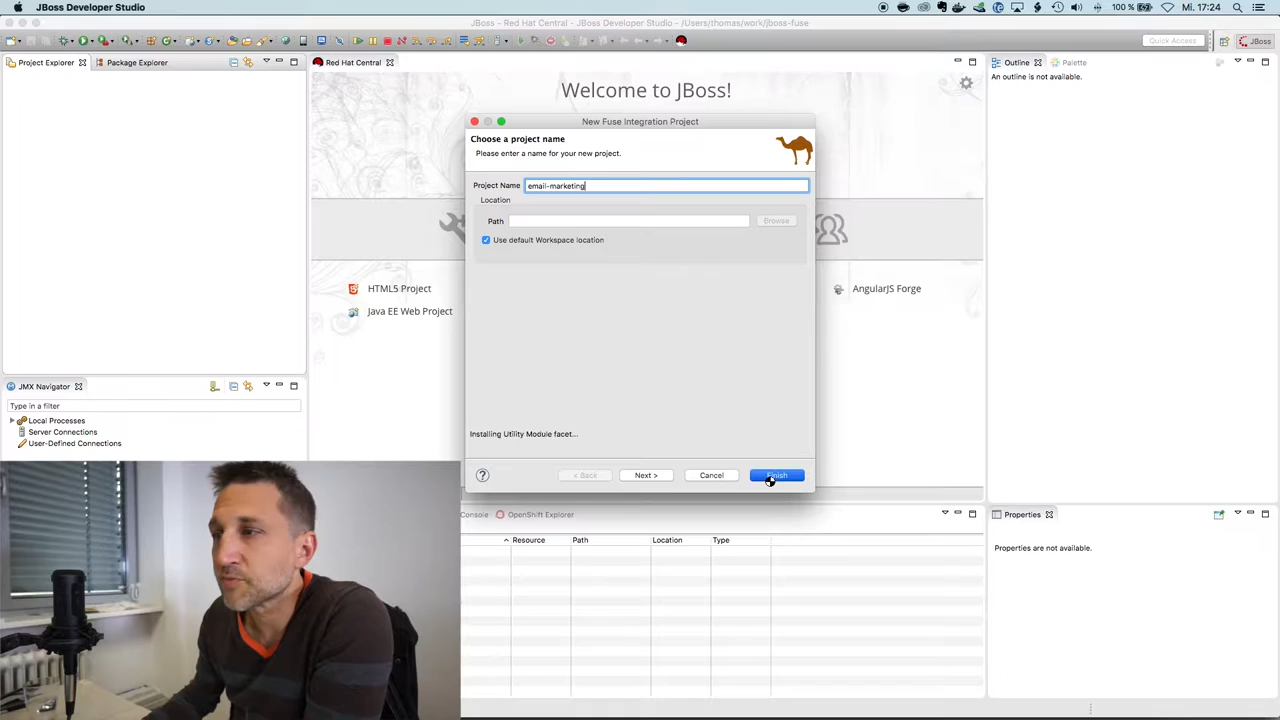 JBoss Developer Studio
100 %
Mi. 17:24
JBoss - Red Hat Central - JBoss Developer Studio - /Users/thomas/work/jboss-fuse
Quick Access
JBoss
Project Explorer
Package Explorer
Red Hat Central
Outline
Palette
An outline is not available.
Welcome to JBoss!
New Fuse Integration Project
Choose a project name
Please enter a name for your new project.
Project Name
email-marketing
Location
Path
Browse
Use default Workspace location
HTML5 Project
Java EE Web Project
AngularJS Forge
JMX Navigator
Type in a filter
Local Processes
Server Connections
User-Defined Connections
Installing Utility Module facet...
?
< Back
Next >
Cancel
Finish
Console
OpenShift Explorer
Properties
Resource
Path
Location
Type
Properties are not available.